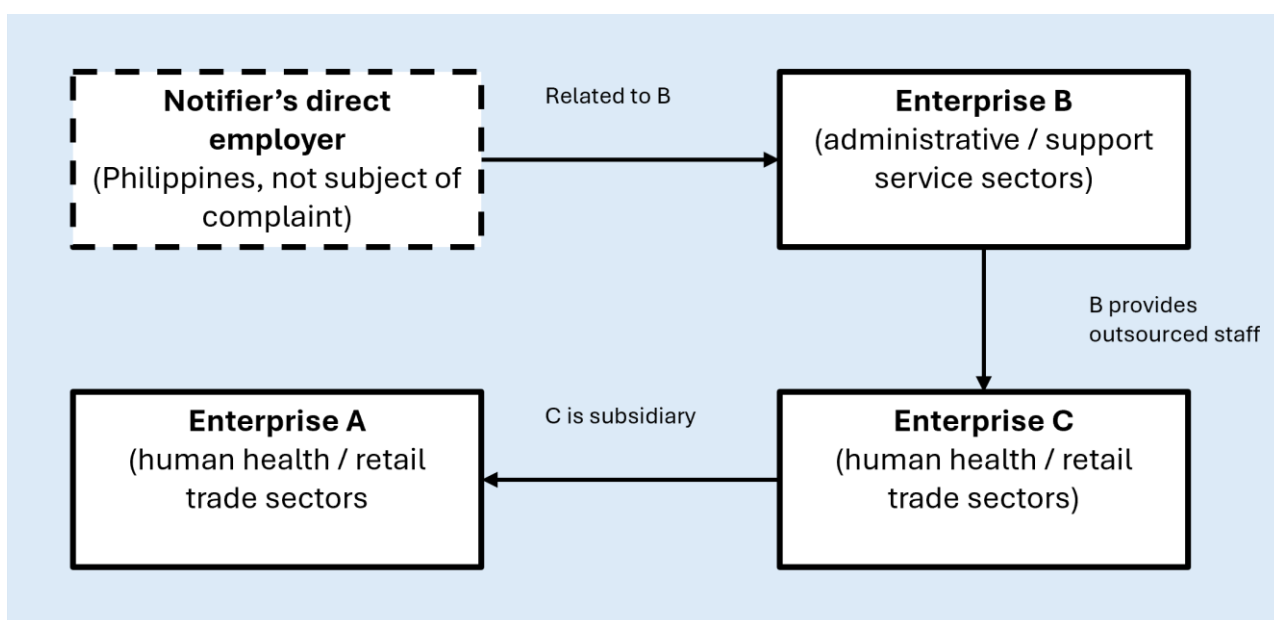 Notifier’s direct
employer
(Philippines, not subject of
complaint)
Related to B
Enterprise B
(administrative / support
service sectors)
B provides
outsourced staff
Enterprise A
(human health / retail
trade sectors
C is subsidiary
Enterprise C
(human health / retail
trade sectors)